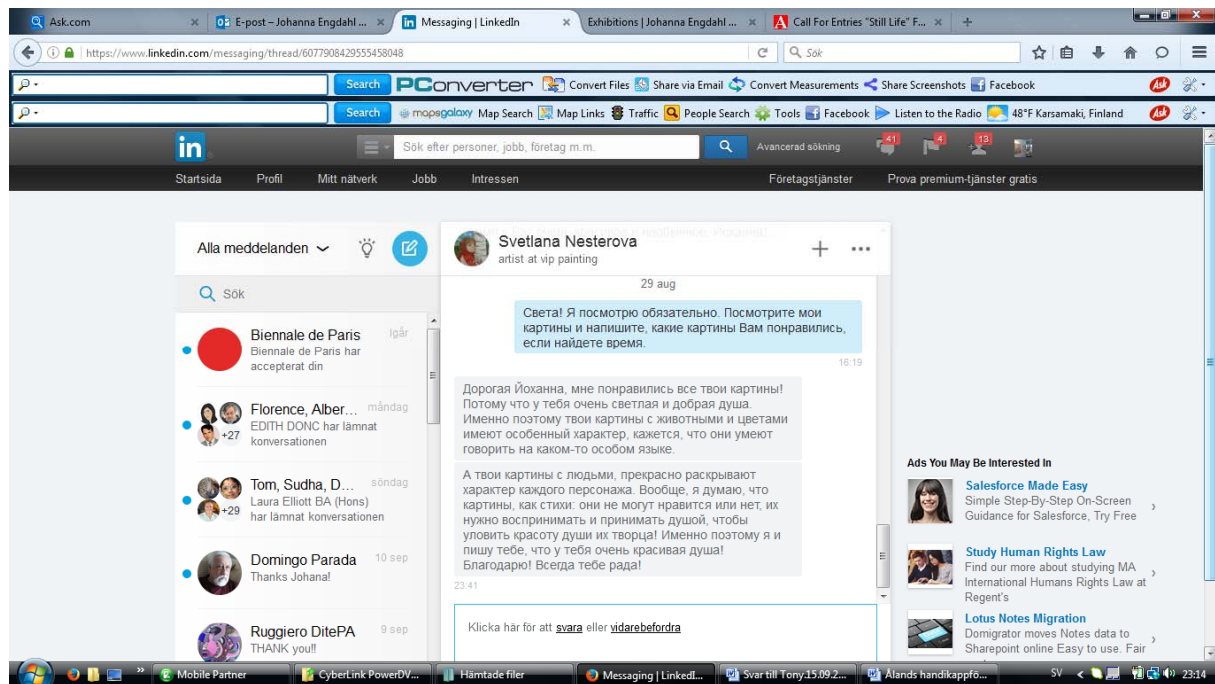 Ask.com
E-post – Johanna Engdahl ...
Messaging | LinkedIn
Exhibitions | Johanna Engdahl ...
Call For Entries "Still Life" F...
https://www.linkedin.com/messaging/thread/6077908429555458048
Sök
Search
PConverter
Convert Files
Share via Email
Convert Measurements
Share Screenshots
Facebook
Ask
Search
mapsgalaxy
Map Search
Map Links
Traffic
People Search
Tools
Facebook
Listen to the Radio
48°F Karsamaki, Finland
Ask
in
Sök efter personer, jobb, företag m.m.
Avancerad sökning
41
4
13
Startsida
Profil
Mitt nätverk
Jobb
Intressen
Företagstjänster
Prova premium-tjänster gratis
Alla meddelanden
Sök
Biennale de Paris
Igår
Biennale de Paris har
accepterat din
Florence, Alber...
måndag
+27
EDITH DONC har lämnat
konversationen
Tom, Sudha, D...
söndag
+29
Laura Elliott BA (Hons)
har lämnat konversationen
Domingo Parada
10 sep
Thanks Johana!
Ruggiero DitePA
9 sep
THANK you!!
Svetlana Nesterova
artist at vip painting
29 aug
Света! Я посмотрю обязательно. Посмотрите мои
картины и напишите, какие картины Вам понравились,
если найдете время.
16:19
Дорогая Йоханна, мне понравились все твои картины!
Потому что у тебя очень светлая и добрая душа.
Именно поэтому твои картины с животными и цветами
имеют особенный характер, кажется, что они умеют
говорить на каком-то особом языке.
А твои картины с людьми, прекрасно раскрывают
характер каждого персонажа. Вообще, я думаю, что
картины, как стихи: они не могут нравится или нет, их
нужно воспринимать и принимать душой, чтобы
уловить красоту души их творца! Именно поэтому я и
пишу тебе, что у тебя очень красивая душа!
Благодарю! Всегда тебе рада!
23:41
Klicka här för att svara eller vidarebefordra
Ads You May Be Interested In
Salesforce Made Easy
Simple Step-By-Step On-Screen
Guidance for Salesforce, Try Free
Study Human Rights Law
Find our more about studying MA
International Humans Rights Law at
Regent's
Lotus Notes Migration
Domigrator moves Notes data to
Sharepoint online Easy to use. Fair
Mobile Partner
CyberLink PowerDV...
Hämtade filer
Messaging | LinkedI...
Svar till Tony.15.09.2...
Ålands handikappfö...
SV
23:14